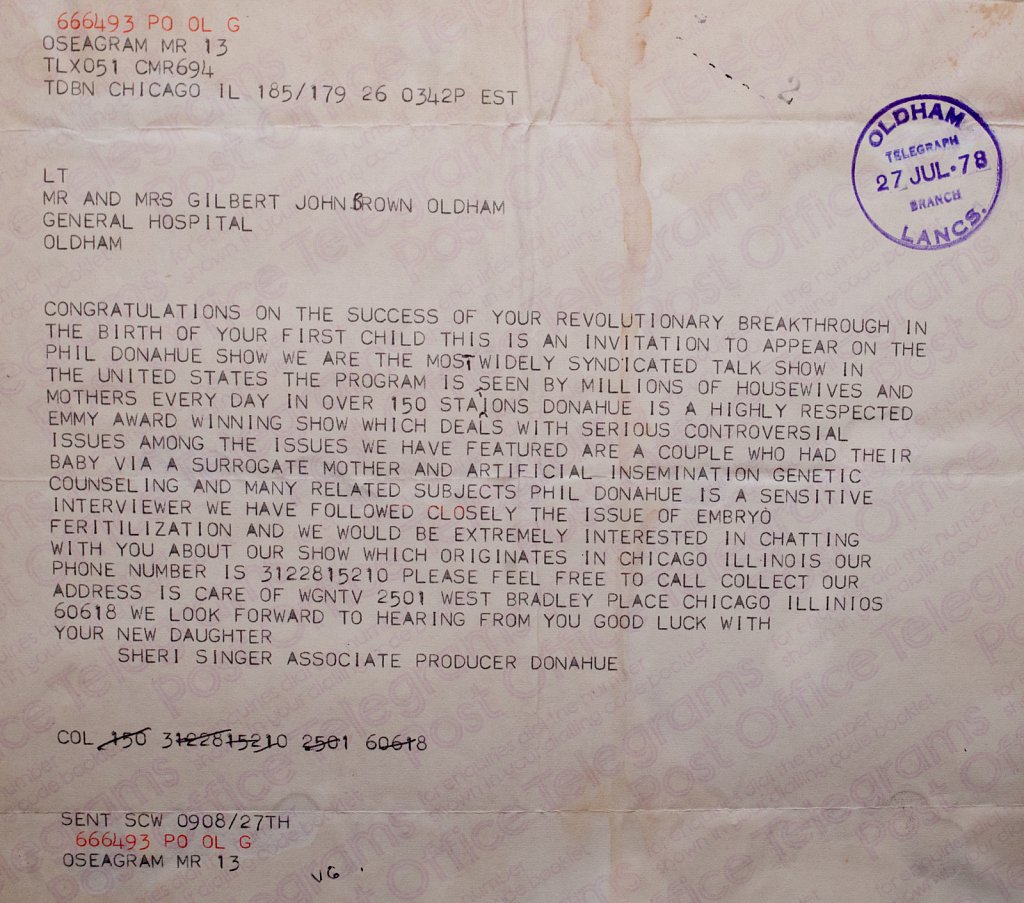 666493 PO OL G
OSEAGRAM MR 13
TLX051 CMR694
TDBN CHICAGO IL 185/179 26 0342P EST
2
OLDHAM
TELEGRAPH
27 JUL·78
BRANCH
LANCS.
LT
MR AND MRS GILBERT JOHN BROWN OLDHAM
GENERAL HOSPITAL
OLDHAM
CONGRATULATIONS ON THE SUCCESS OF YOUR REVOLUTIONARY BREAKTHROUGH IN
THE BIRTH OF YOUR FIRST CHILD THIS IS AN INVITATION TO APPEAR ON THE
PHIL DONAHUE SHOW WE ARE THE MOST WIDELY SYNDICATED TALK SHOW IN
THE UNITED STATES THE PROGRAM IS SEEN BY MILLIONS OF HOUSEWIVES AND
MOTHERS EVERY DAY IN OVER 150 STAIONS DONAHUE IS A HIGHLY RESPECTED
EMMY AWARD WINNING SHOW WHICH DEALS WITH SERIOUS CONTROVERSIAL
ISSUES AMONG THE ISSUES WE HAVE FEATURED ARE A COUPLE WHO HAD THEIR
BABY VIA A SURROGATE MOTHER AND ARTIFICIAL INSEMINATION GENETIC
COUNSELING AND MANY RELATED SUBJECTS PHIL DONAHUE IS A SENSITIVE
INTERVIEWER WE HAVE FOLLOWED CLOSELY THE ISSUE OF EMBRYO
FERITILIZATION AND WE WOULD BE EXTREMELY INTERESTED IN CHATTING
WITH YOU ABOUT OUR SHOW WHICH ORIGINATES IN CHICAGO ILLINOIS OUR
PHONE NUMBER IS 3122815210 PLEASE FEEL FREE TO CALL COLLECT OUR
ADDRESS IS CARE OF WGNTV 2501 WEST BRADLEY PLACE CHICAGO ILLINIOS
60618 WE LOOK FORWARD TO HEARING FROM YOU GOOD LUCK WITH
YOUR NEW DAUGHTER
SHERI SINGER ASSOCIATE PRODUCER DONAHUE
COL 150 3122815210 2501 60618
SENT SCW 0908/27TH
666493 PO OL G
OSEAGRAM MR 13
VG